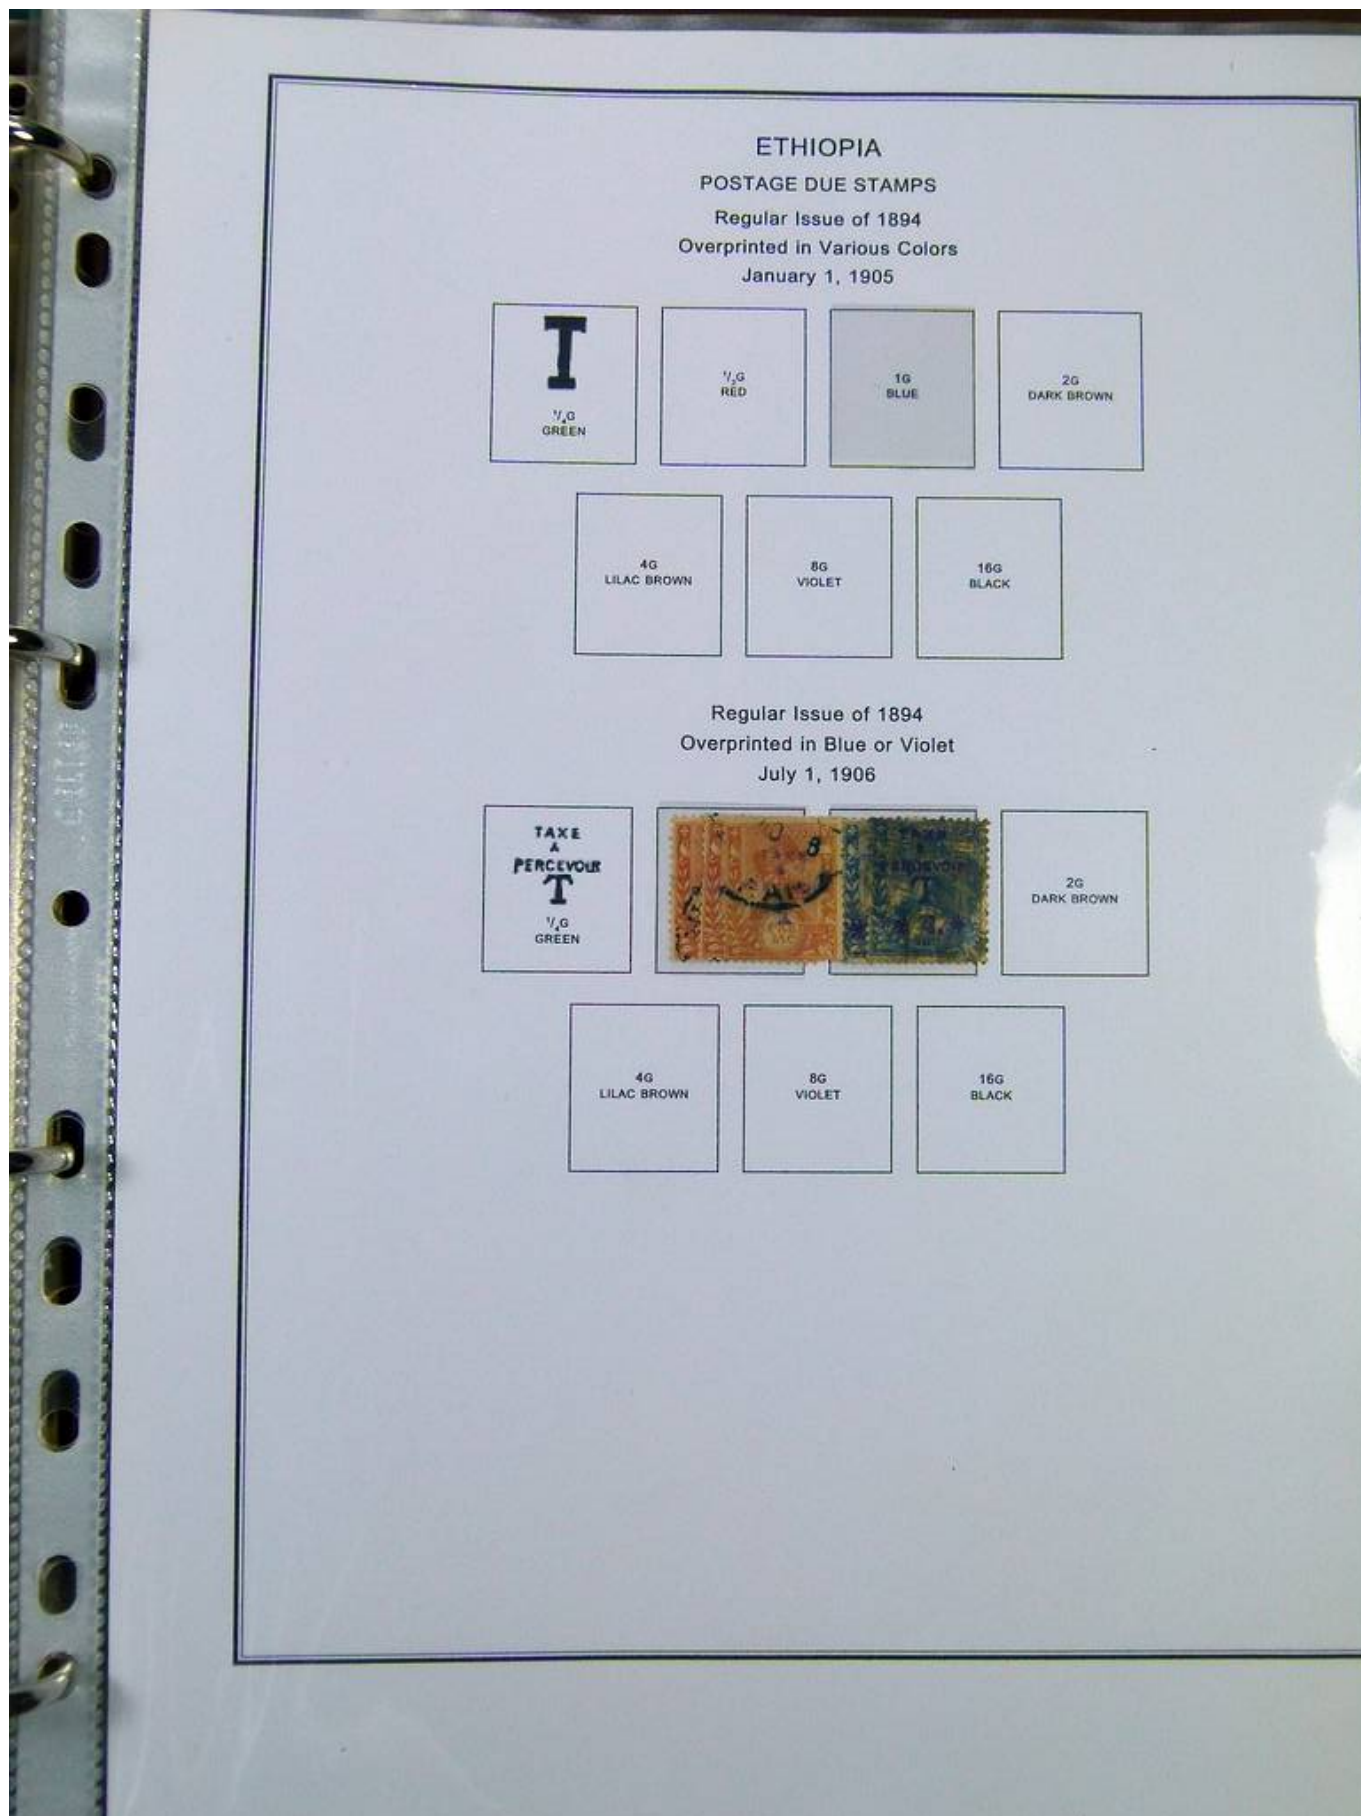 ETHIOPIA
POSTAGE DUE STAMPS
Regular Issue of 1894
Overprinted in Various Colors
January 1, 1905
T
1/4G
GREEN
1/2G
RED
1G
BLUE
2G
DARK BROWN
4G
LILAC BROWN
8G
VIOLET
16G
BLACK
Regular Issue of 1894
Overprinted in Blue or Violet
July 1, 1906
TAXE
A
PERCEVOIR
T
1/4G
GREEN
TAXE
PERCEVOIR
T
2G
DARK BROWN
4G
LILAC BROWN
8G
VIOLET
16G
BLACK